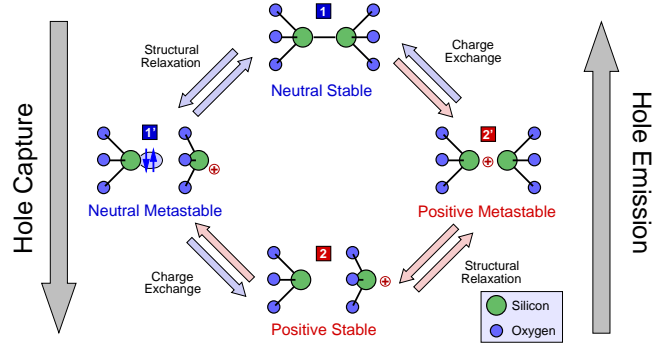 1
Structural
Relaxation
Charge
Exchange
Neutral Stable
Hole Capture
Hole Emission
1'
2'
Neutral Metastable
Positive Metastable
2
Charge
Exchange
Structural
Relaxation
Positive Stable
Silicon
Oxygen